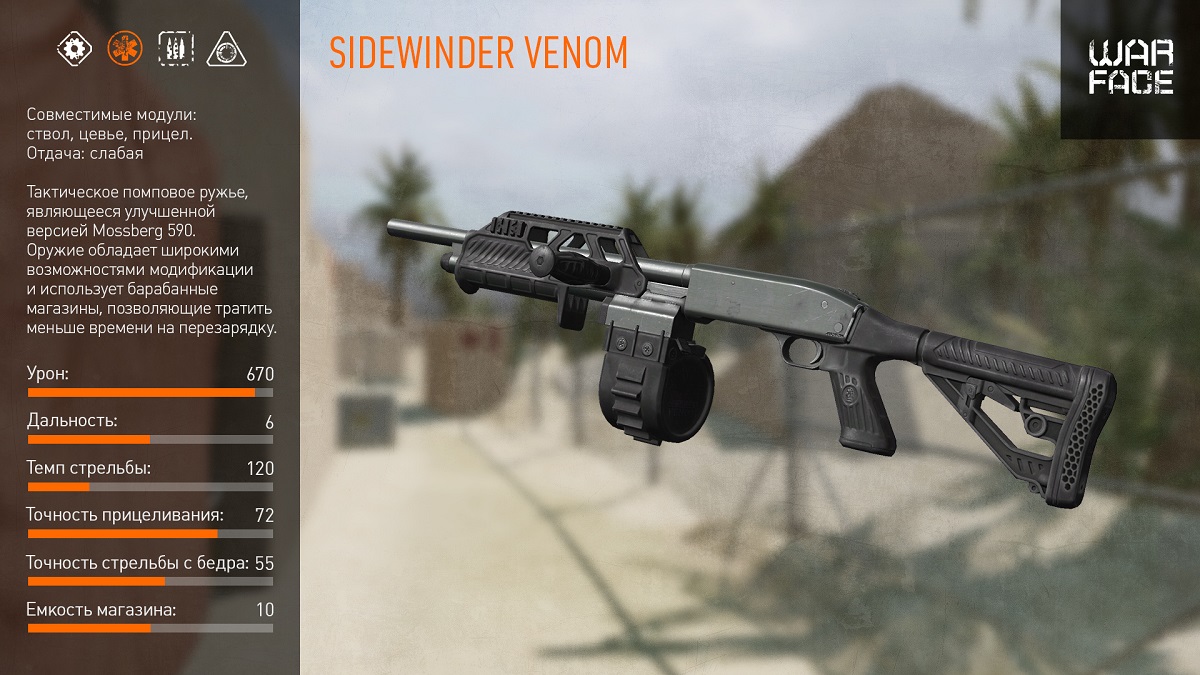 SIDEWINDER VENOM
WAR
FACE
Совместимые модули:
ствол, цевье, прицел.
Отдача: слабая
Тактическое помповое ружье,
являющееся улучшенной
версией Mossberg 590.
Оружие обладает широкими
возможностями модификации
и использует барабанные
магазины, позволяющие тратить
меньше времени на перезарядку.
Урон: 670
Дальность: 6
Темп стрельбы: 120
Точность прицеливания: 72
Точность стрельбы с бедра: 55
Емкость магазина: 10